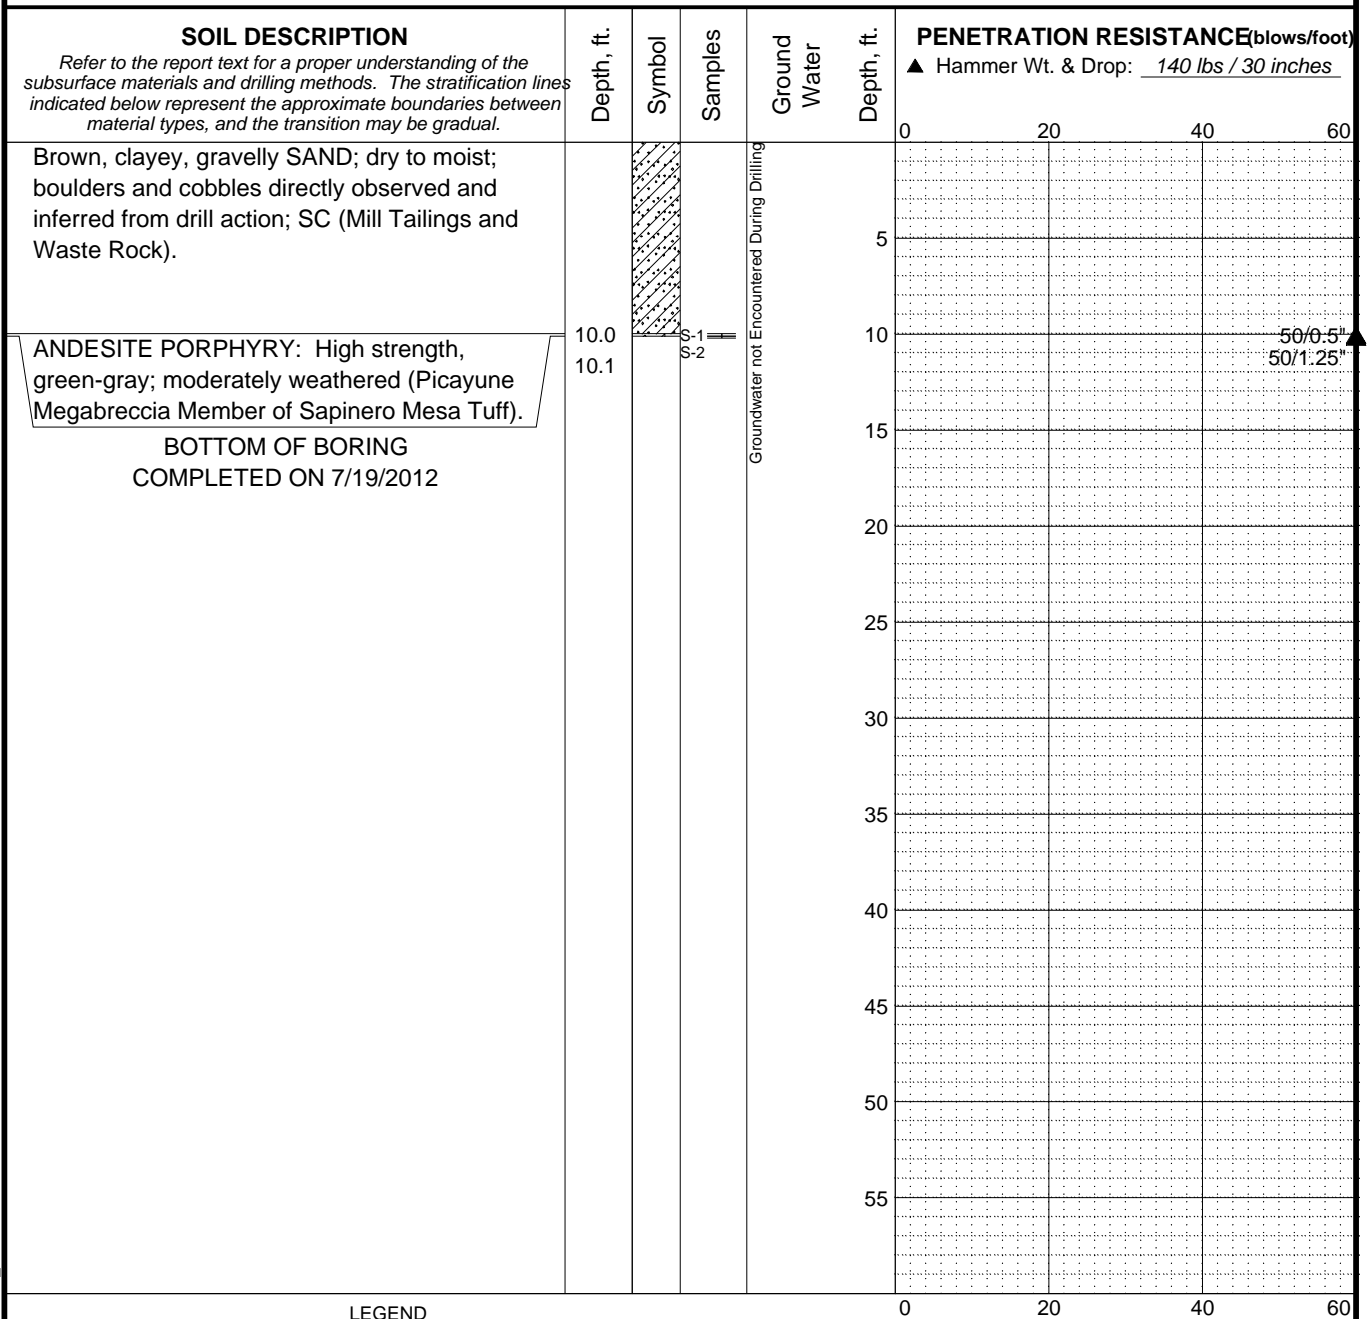 SOIL DESCRIPTION
Refer to the report text for a proper understanding of the
subsurface materials and drilling methods. The stratification lines
indicated below represent the approximate boundaries between
material types, and the transition may be gradual.
Depth, ft.
Symbol
Samples
Ground
Water
Depth, ft.
PENETRATION RESISTANCE(blows/foot)
▲ Hammer Wt. & Drop: 140 lbs / 30 inches
0 20 40 60
Brown, clayey, gravelly SAND; dry to moist;
boulders and cobbles directly observed and
inferred from drill action; SC (Mill Tailings and
Waste Rock).
ANDESITE PORPHYRY: High strength,
green-gray; moderately weathered (Picayune
Megabreccia Member of Sapinero Mesa Tuff).
BOTTOM OF BORING
COMPLETED ON 7/19/2012
10.0
10.1
S-1
S-2
Groundwater not Encountered During Drilling
5
10
15
20
25
30
35
40
45
50
55
50/0.5"
50/1.25"
LEGEND
0 20 40 60